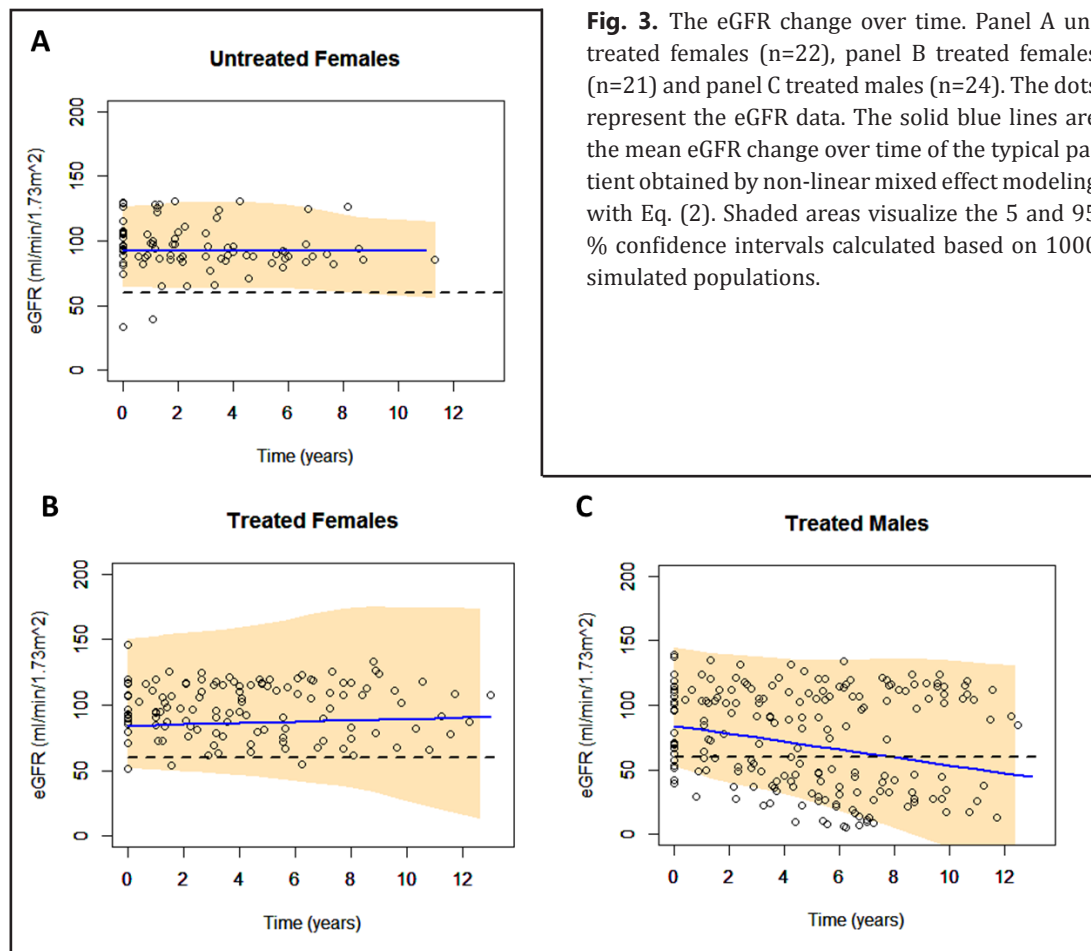 A
Untreated Females
200
150
100
50
0
eGFR (ml/min/1.73m^2)
0 2 4 6 8 10 12
Time (years)
Fig. 3. The eGFR change over time. Panel A un
treated females (n=22), panel B treated females
(n=21) and panel C treated males (n=24). The dots
represent the eGFR data. The solid blue lines are
the mean eGFR change over time of the typical pa
tient obtained by non-linear mixed effect modeling
with Eq. (2). Shaded areas visualize the 5 and 95
% confidence intervals calculated based on 1000
simulated populations.
B
Treated Females
200
150
100
50
0
eGFR (ml/min/1.73m^2)
0 2 4 6 8 10 12
Time (years)
C
Treated Males
200
150
100
50
0
eGFR (ml/min/1.73m^2)
0 2 4 6 8 10 12
Time (years)